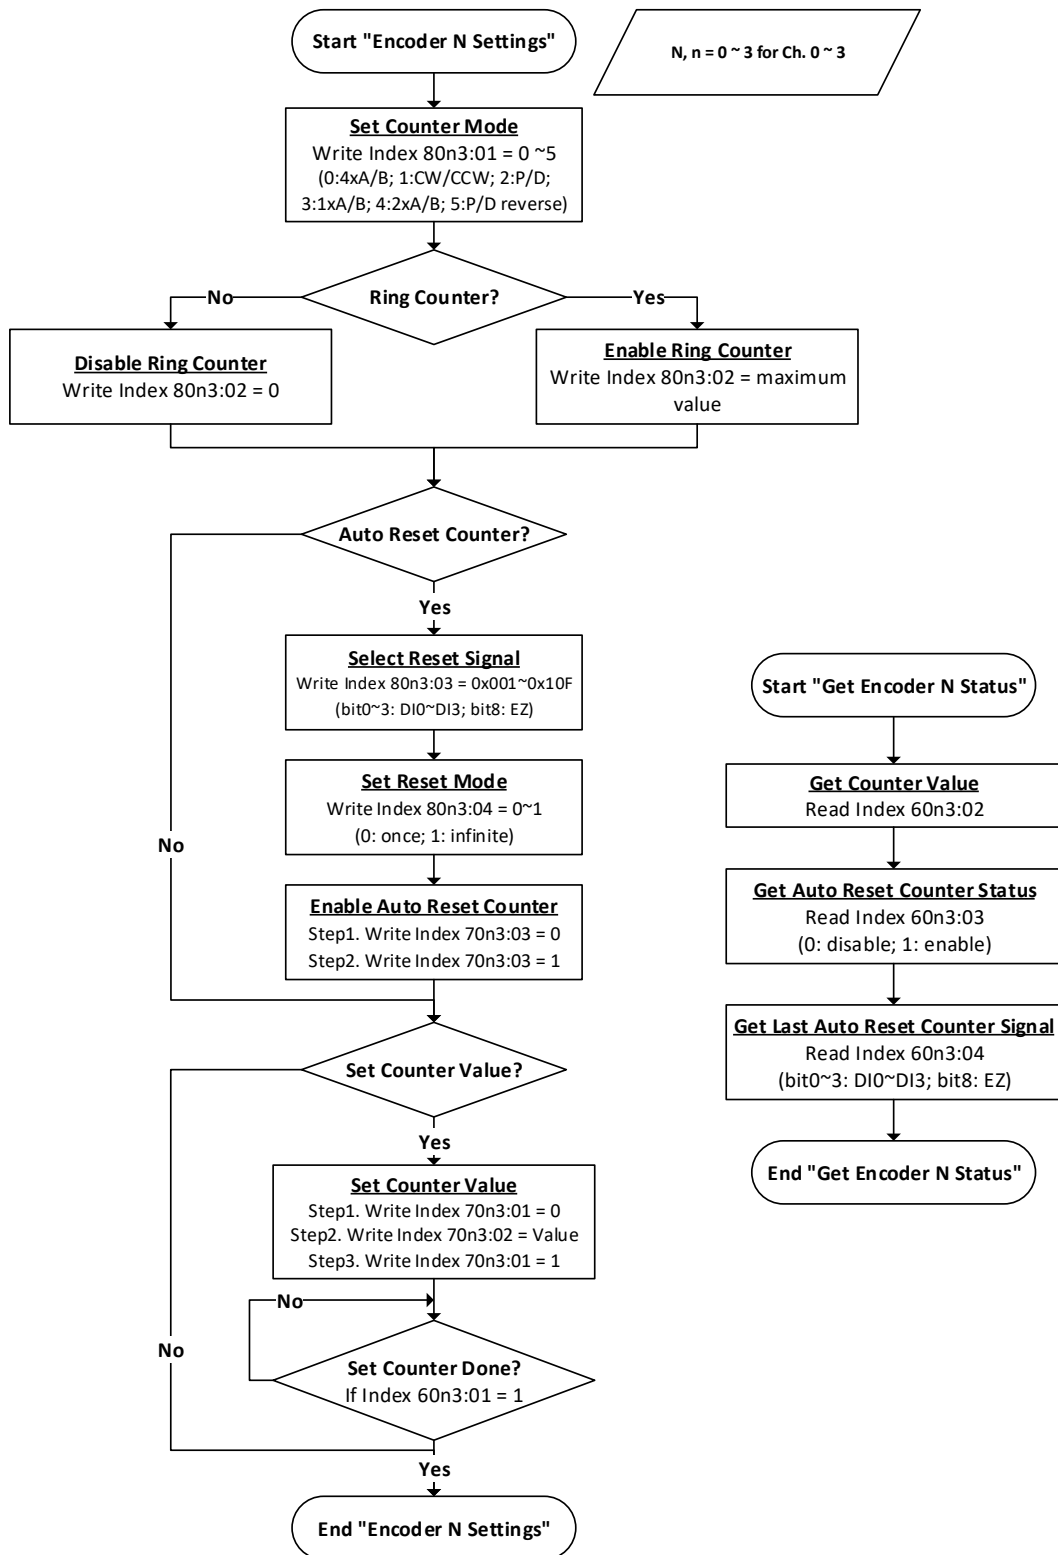 Start "Encoder N Settings"
N, n = 0 ~ 3 for Ch. 0 ~ 3
Set Counter Mode
Write Index 80n3:01 = 0 ~5
(0:4xA/B; 1:CW/CCW; 2:P/D;
3:1xA/B; 4:2xA/B; 5:P/D reverse)
Ring Counter?
No
Yes
Disable Ring Counter
Write Index 80n3:02 = 0
Enable Ring Counter
Write Index 80n3:02 = maximum
value
Auto Reset Counter?
Yes
No
Select Reset Signal
Write Index 80n3:03 = 0x001~0x10F
(bit0~3: DI0~DI3; bit8: EZ)
Set Reset Mode
Write Index 80n3:04 = 0~1
(0: once; 1: infinite)
Enable Auto Reset Counter
Step1. Write Index 70n3:03 = 0
Step2. Write Index 70n3:03 = 1
Set Counter Value?
Yes
No
Set Counter Value
Step1. Write Index 70n3:01 = 0
Step2. Write Index 70n3:02 = Value
Step3. Write Index 70n3:01 = 1
No
Set Counter Done?
If Index 60n3:01 = 1
Yes
End "Encoder N Settings"
Start "Get Encoder N Status"
Get Counter Value
Read Index 60n3:02
Get Auto Reset Counter Status
Read Index 60n3:03
(0: disable; 1: enable)
Get Last Auto Reset Counter Signal
Read Index 60n3:04
(bit0~3: DI0~DI3; bit8: EZ)
End "Get Encoder N Status"